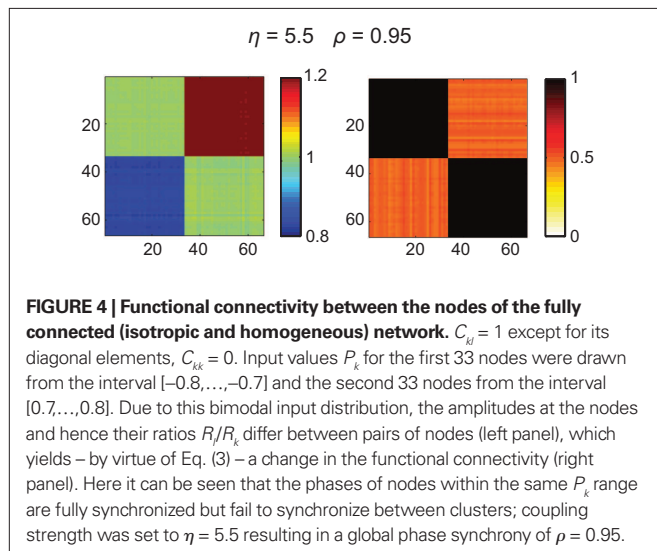 η = 5.5 ρ = 0.95
1.2
1
0.8
20
40
60
20 40 60
1
0.5
0
20 40 60
FIGURE 4 | Functional connectivity between the nodes of the fully
connected (isotropic and homogeneous) network. Ckl = 1 except for its
diagonal elements, Ckk = 0. Input values Pk for the first 33 nodes were drawn
from the interval [−0.8,…,−0.7] and the second 33 nodes from the interval
[0.7,…,0.8]. Due to this bimodal input distribution, the amplitudes at the nodes
and hence their ratios Rl/Rk differ between pairs of nodes (left panel), which
yields – by virtue of Eq. (3) – a change in the functional connectivity (right
panel). Here it can be seen that the phases of nodes within the same Pk range
are fully synchronized but fail to synchronize between clusters; coupling
strength was set to η = 5.5 resulting in a global phase synchrony of ρ = 0.95.